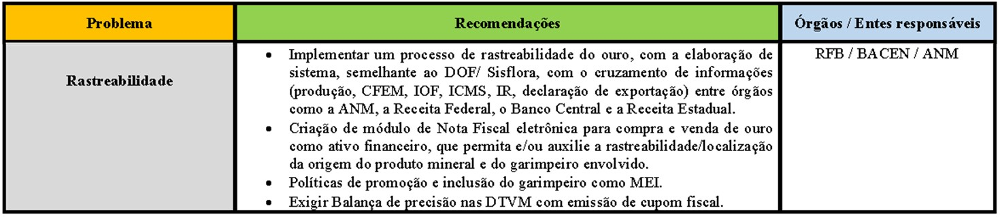 Problema
Recomendações
Órgãos / Entes responsáveis
Rastreabilidade
• Implementar um processo de rastreabilidade do ouro, com a elaboração de
sistema, semelhante ao DOF/ Sisflora, com o cruzamento de informações
(produção, CFEM, IOF, ICMS, IR, declaração de exportação) entre órgãos
como a ANM, a Receita Federal, o Banco Central e a Receita Estadual.
• Criação de módulo de Nota Fiscal eletrônica para compra e venda de ouro
como ativo financeiro, que permita e/ou auxilie a rastreabilidade/localização
da origem do produto mineral e do garimpeiro envolvido.
• Políticas de promoção e inclusão do garimpeiro como MEI.
• Exigir Balança de precisão nas DTVM com emissão de cupom fiscal.
RFB / BACEN / ANM